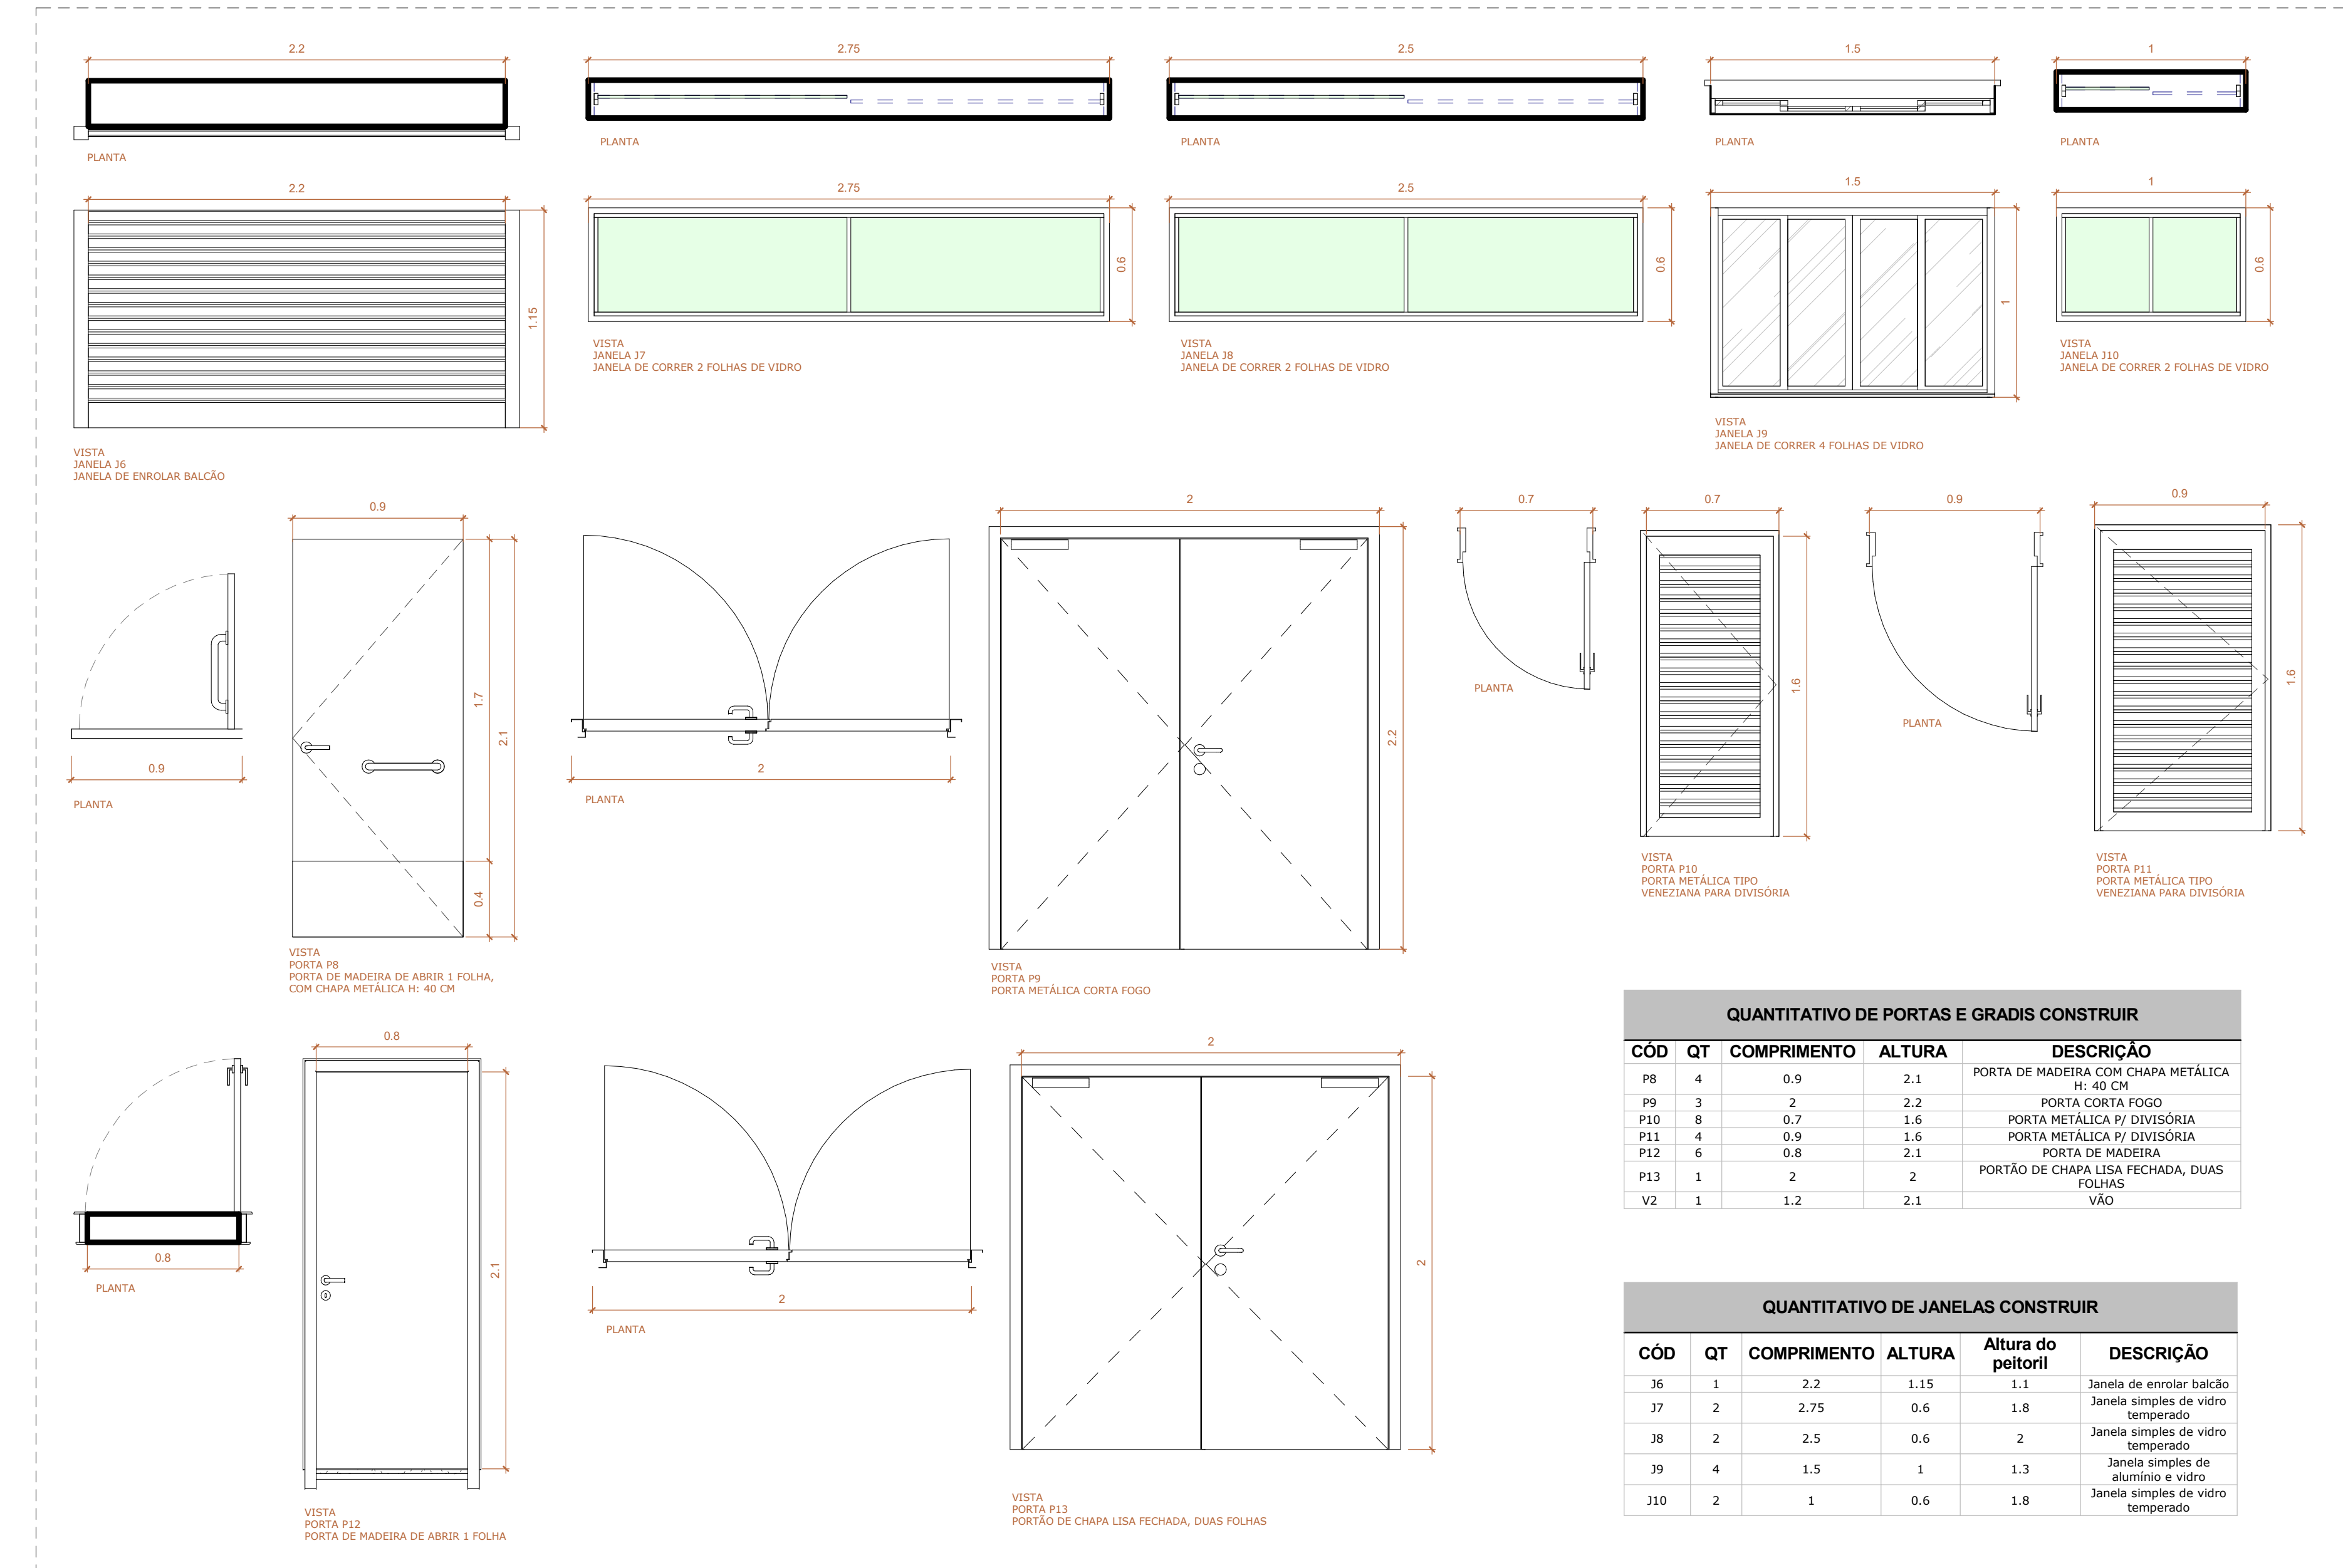 2.2
2.75
2.5
1.5
1
PLANTA
PLANTA
PLANTA
PLANTA
PLANTA
2.2
2.75
2.5
1.5
1
1.15
0.6
0.6
1
0.6
VISTA
JANELA J6
JANELA DE ENROLAR BALCÃO
VISTA
JANELA J7
JANELA DE CORRER 2 FOLHAS DE VIDRO
VISTA
JANELA J8
JANELA DE CORRER 2 FOLHAS DE VIDRO
VISTA
JANELA J9
JANELA DE CORRER 4 FOLHAS DE VIDRO
VISTA
JANELA J10
JANELA DE CORRER 2 FOLHAS DE VIDRO
0.9
PLANTA
0.9
1.7
2.1
0.4
VISTA
PORTA P8
PORTA DE MADEIRA DE ABRIR 1 FOLHA,
COM CHAPA METÁLICA H: 40 CM
2
PLANTA
2
2.2
VISTA
PORTA P9
PORTA METÁLICA CORTA FOGO
0.7
PLANTA
0.7
1.6
VISTA
PORTA P10
PORTA METÁLICA TIPO
VENEZIANA PARA DIVISÓRIA
0.9
PLANTA
0.9
1.6
VISTA
PORTA P11
PORTA METÁLICA TIPO
VENEZIANA PARA DIVISÓRIA
0.8
PLANTA
0.8
2.1
VISTA
PORTA P12
PORTA DE MADEIRA DE ABRIR 1 FOLHA
2
PLANTA
2
2
VISTA
PORTA P13
PORTÃO DE CHAPA LISA FECHADA, DUAS FOLHAS
QUANTITATIVO DE PORTAS E GRADIS CONSTRUIR
CÓD QT COMPRIMENTO ALTURA DESCRIÇÂO
P8 4 0.9 2.1 PORTA DE MADEIRA COM CHAPA METÁLICA
H: 40 CM
P9 3 2 2.2 PORTA CORTA FOGO
P10 8 0.7 1.6 PORTA METÁLICA P/ DIVISÓRIA
P11 4 0.9 1.6 PORTA METÁLICA P/ DIVISÓRIA
P12 6 0.8 2.1 PORTA DE MADEIRA
P13 1 2 2 PORTÃO DE CHAPA LISA FECHADA, DUAS
FOLHAS
V2 1 1.2 2.1 VÃO
QUANTITATIVO DE JANELAS CONSTRUIR
CÓD QT COMPRIMENTO ALTURA Altura do
peitoril DESCRIÇÃO
J6 1 2.2 1.15 1.1 Janela de enrolar balcão
J7 2 2.75 0.6 1.8 Janela simples de vidro
temperado
J8 2 2.5 0.6 2 Janela simples de vidro
temperado
J9 4 1.5 1 1.3 Janela simples de
alumínio e vidro
J10 2 1 0.6 1.8 Janela simples de vidro
temperado